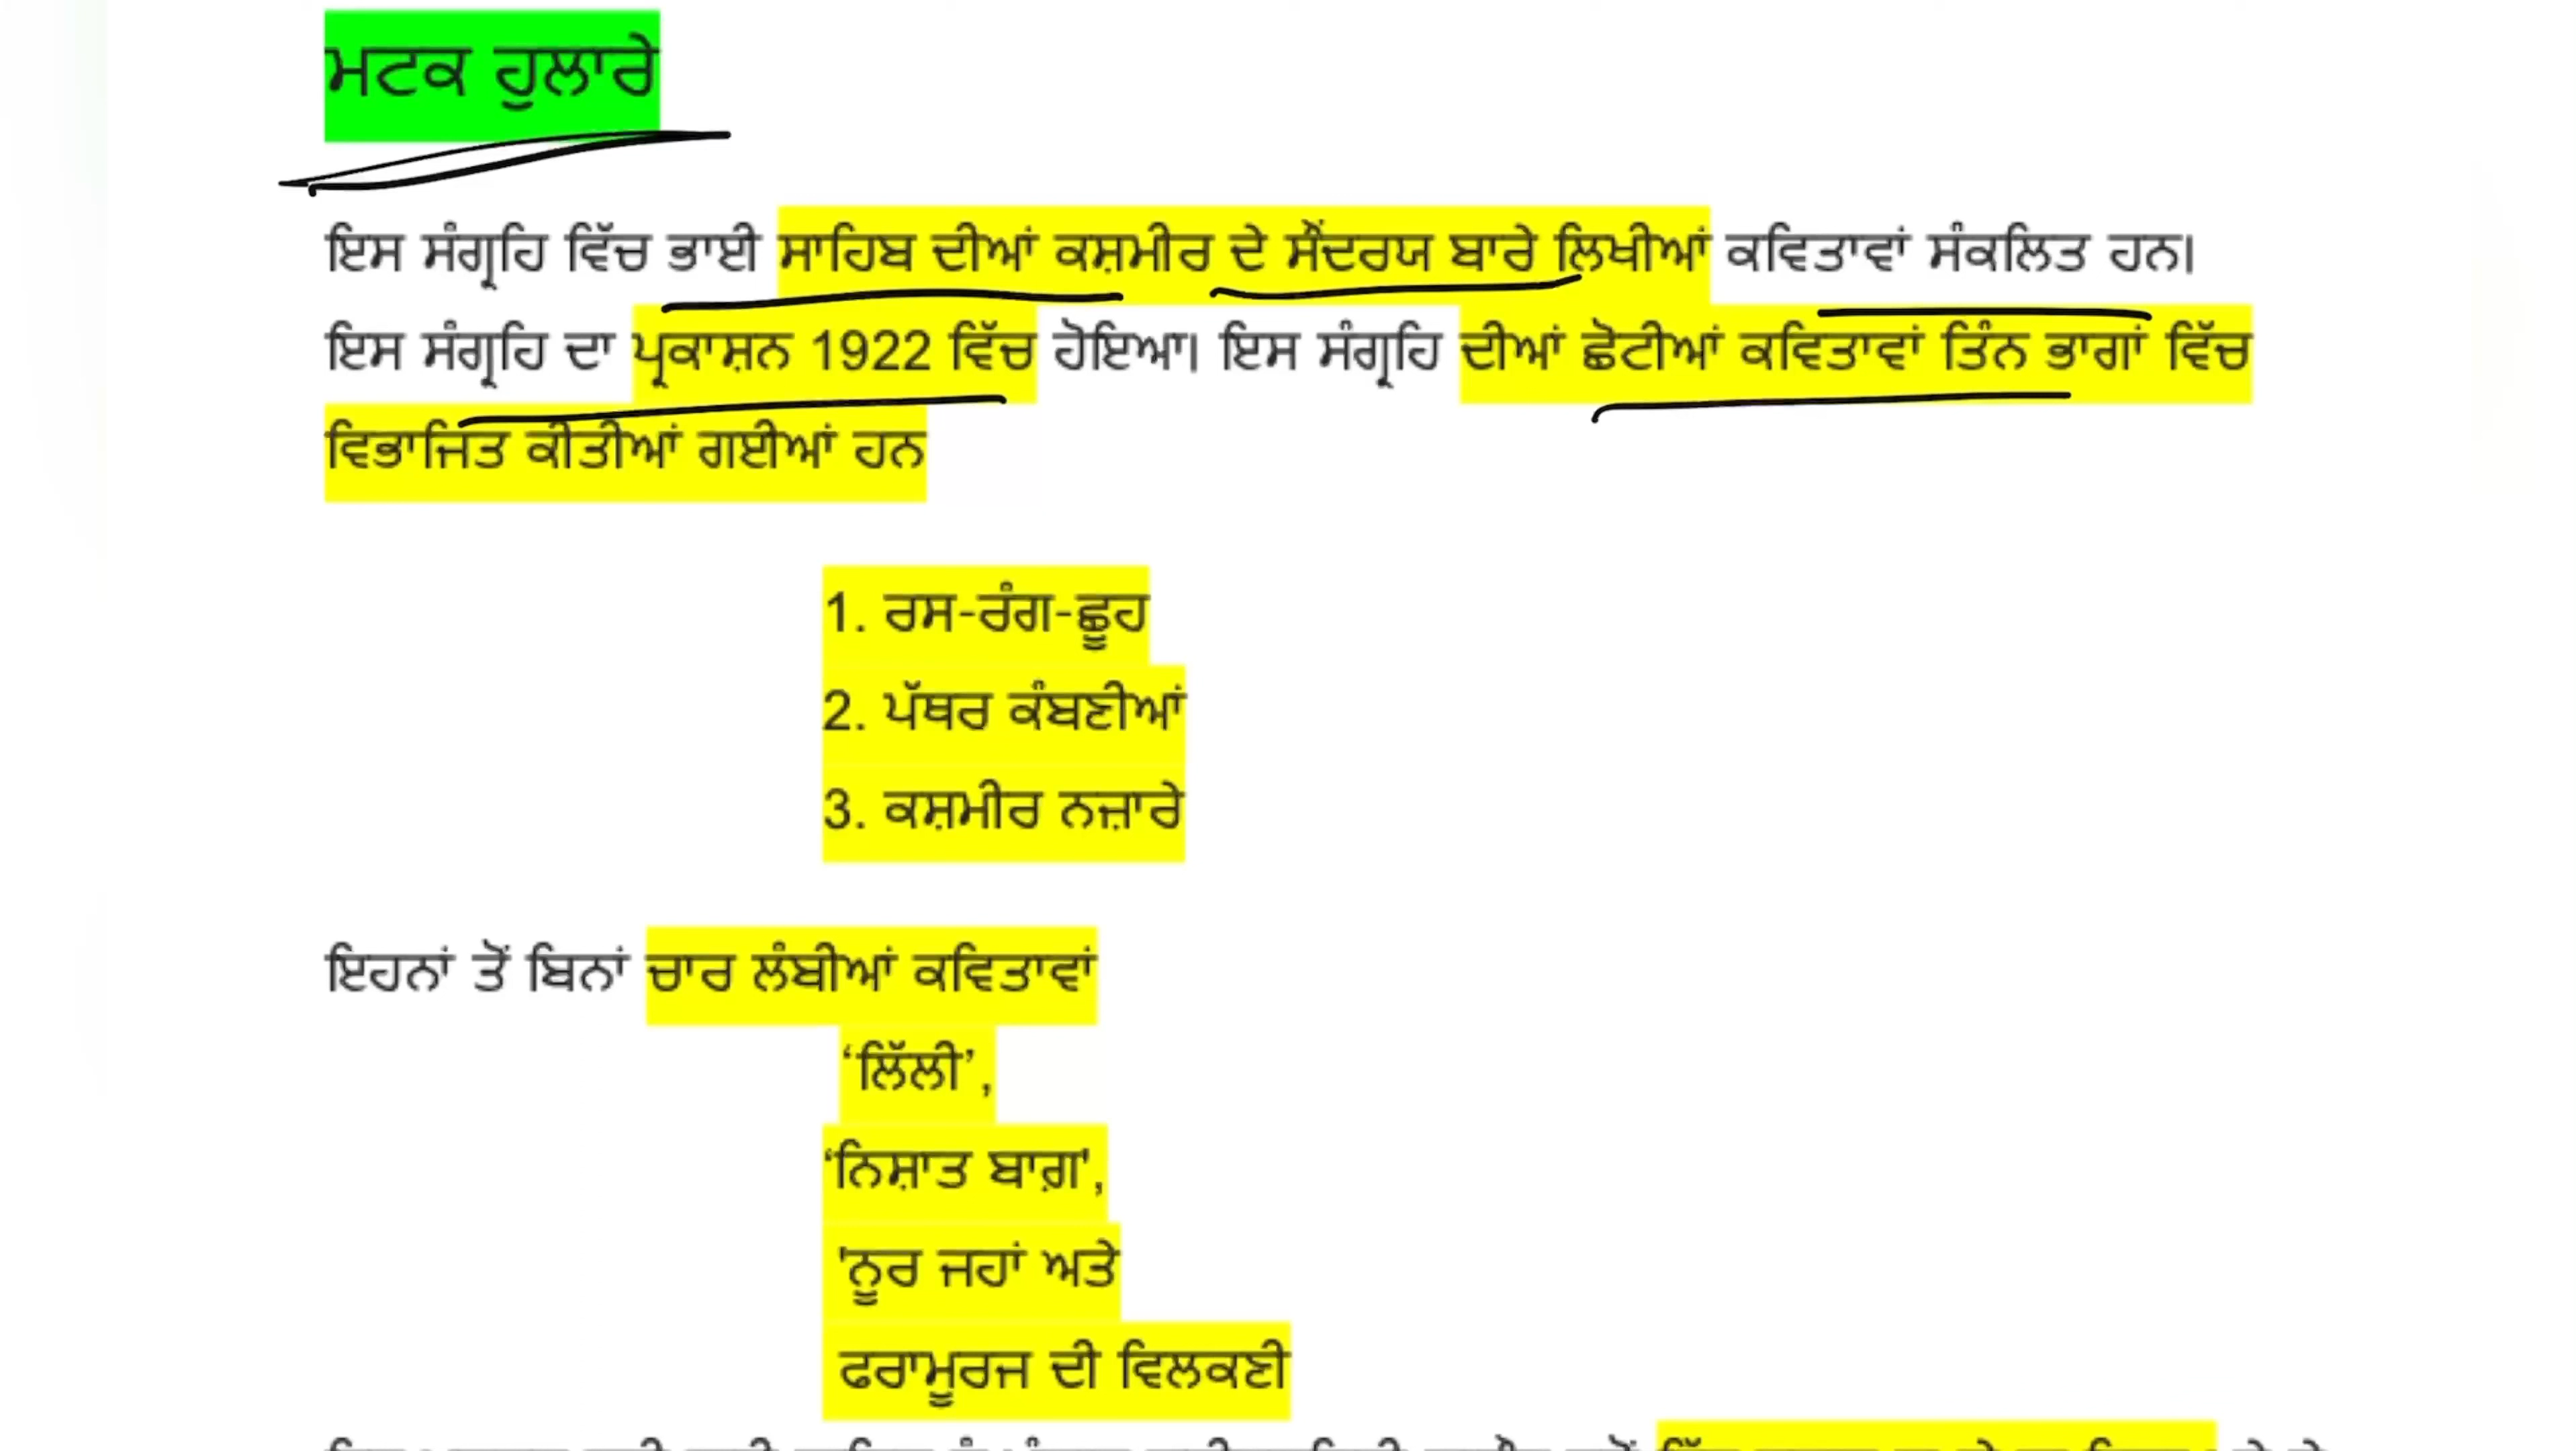 ਮਟਕ ਹੁਲਾਰੇ
ਇਸ ਸੰਗ੍ਰਹਿ ਵਿੱਚ ਭਾਈ ਸਾਹਿਬ ਦੀਆਂ ਕਸ਼ਮੀਰ ਦੇ ਸੌਂਦਰਯ ਬਾਰੇ ਲਿਖੀਆਂ ਕਵਿਤਾਵਾਂ ਸੰਕਲਿਤ ਹਨ।
ਇਸ ਸੰਗ੍ਰਹਿ ਦਾ ਪ੍ਰਕਾਸ਼ਨ 1922 ਵਿੱਚ ਹੋਇਆ। ਇਸ ਸੰਗ੍ਰਹਿ ਦੀਆਂ ਛੋਟੀਆਂ ਕਵਿਤਾਵਾਂ ਤਿੰਨ ਭਾਗਾਂ ਵਿੱਚ
ਵਿਭਾਜਿਤ ਕੀਤੀਆਂ ਗਈਆਂ ਹਨ
1. ਰਸ-ਰੰਗ-ਛੂਹ
2. ਪੱਥਰ ਕੰਬਣੀਆਂ
3. ਕਸ਼ਮੀਰ ਨਜ਼ਾਰੇ
ਇਹਨਾਂ ਤੋਂ ਬਿਨਾਂ ਚਾਰ ਲੰਬੀਆਂ ਕਵਿਤਾਵਾਂ
‘ਲਿੱਲੀ’,
‘ਨਿਸ਼ਾਤ ਬਾਗ਼',
'ਨੂਰ ਜਹਾਂ ਅਤੇ
ਫਰਾਮੂਰਜ ਦੀ ਵਿਲਕਣੀ